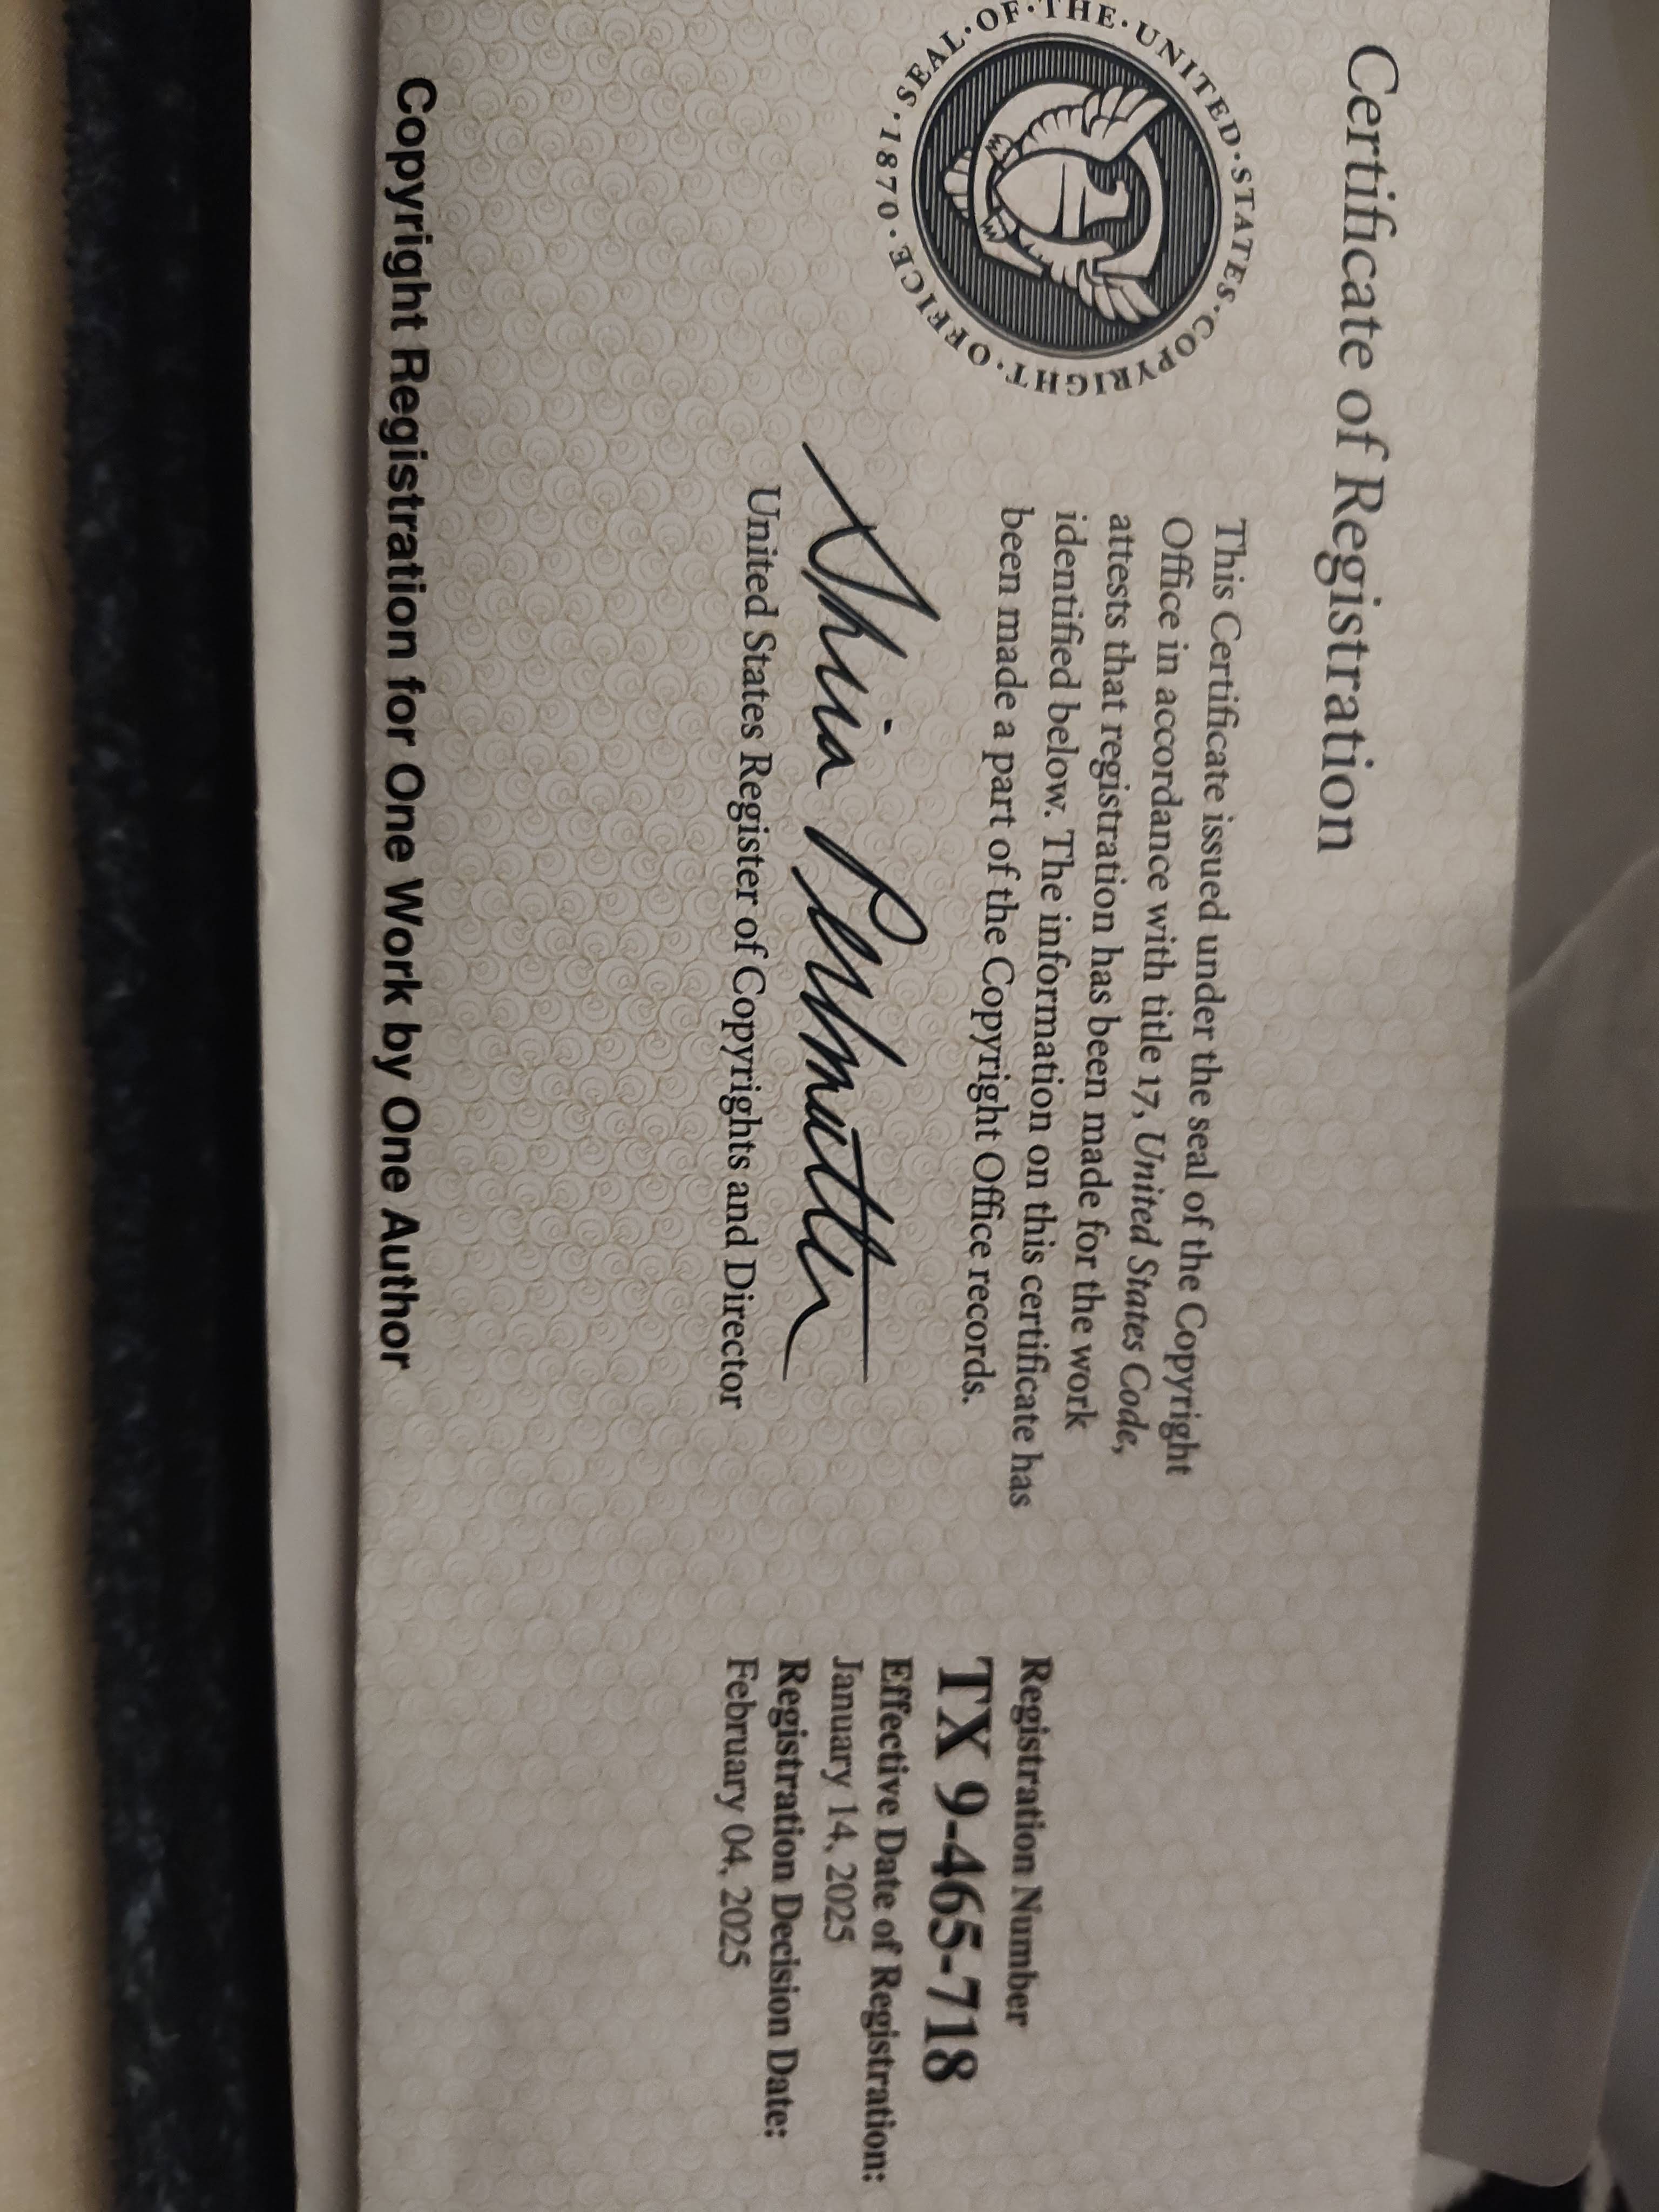 Certificate of Registration
SEAL·OF·THE·UNITED·STATES·COPYRIGHT·OFFICE·1870·
This Certificate issued under the seal of the Copyright
Office in accordance with title 17, United States Code,
attests that registration has been made for the work
identified below. The information on this certificate has
been made a part of the Copyright Office records.
Shira Perlmutter
United States Register of Copyrights and Director
Registration Number
TX 9-465-718
Effective Date of Registration:
January 14, 2025
Registration Decision Date:
February 04, 2025
Copyright Registration for One Work by One Author